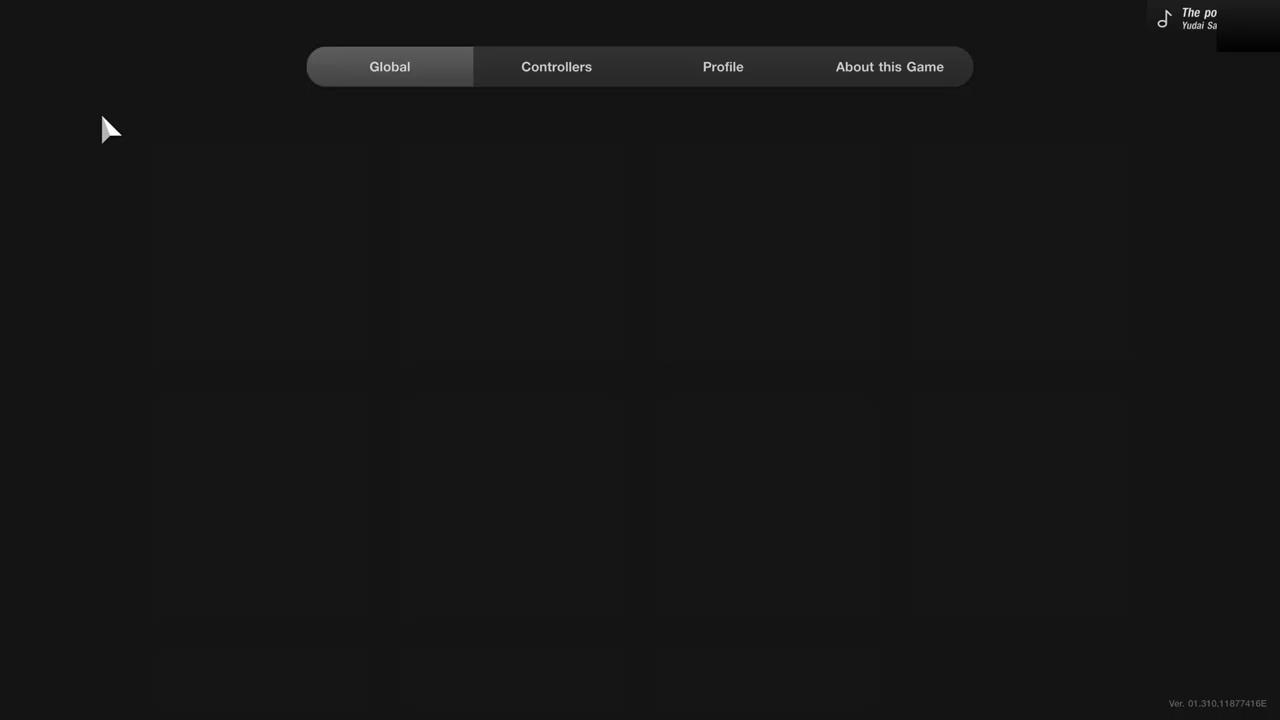 The po
Yudai Sa
Global
Controllers
Profile
About this Game
Ver. 01.310.11877416E